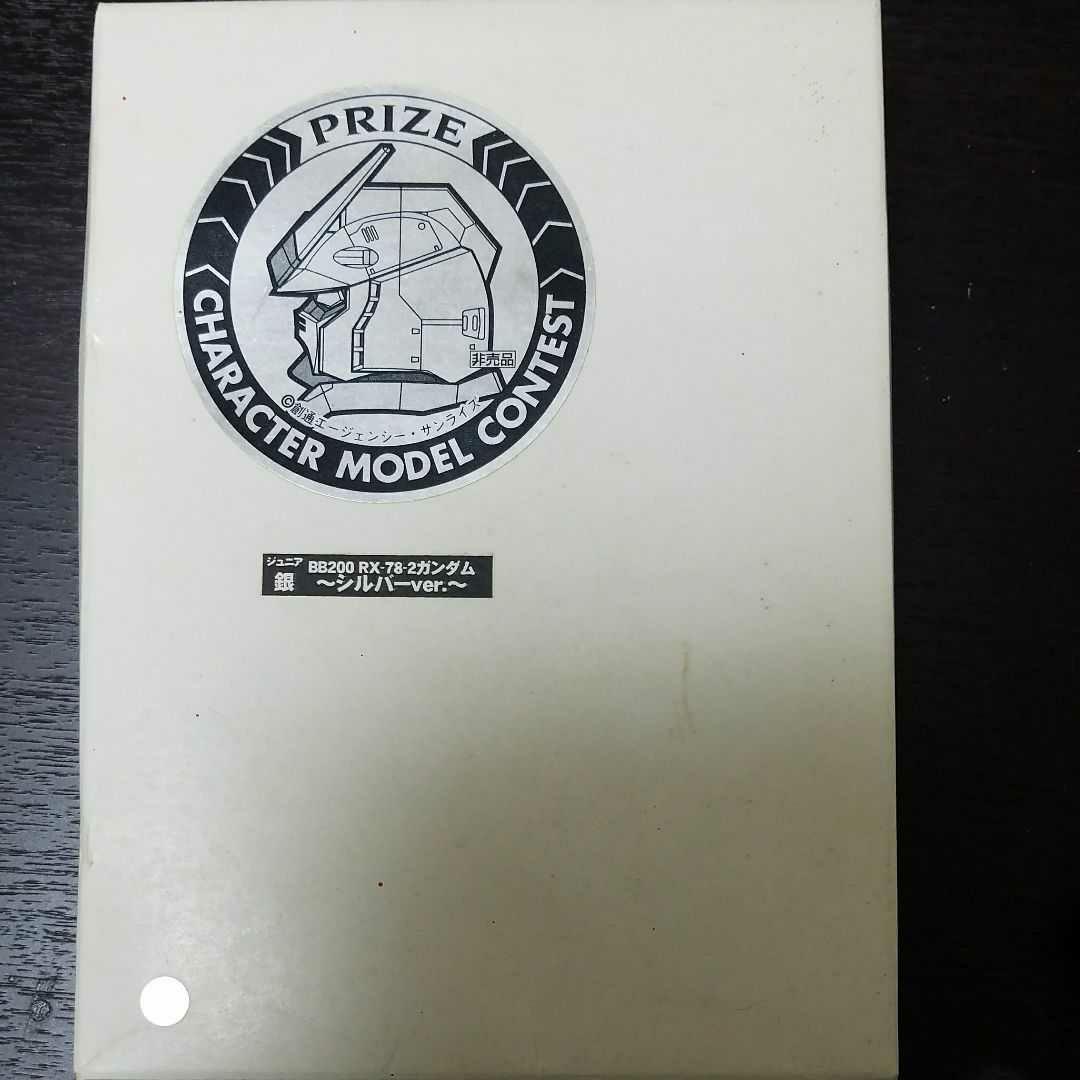 PRIZE
非売品
©創通エージェンシー・サンライズ
CHARACTER MODEL CONTEST
ジュニア 銀
BB200 RX-78-2ガンダム
～シルバーver.～